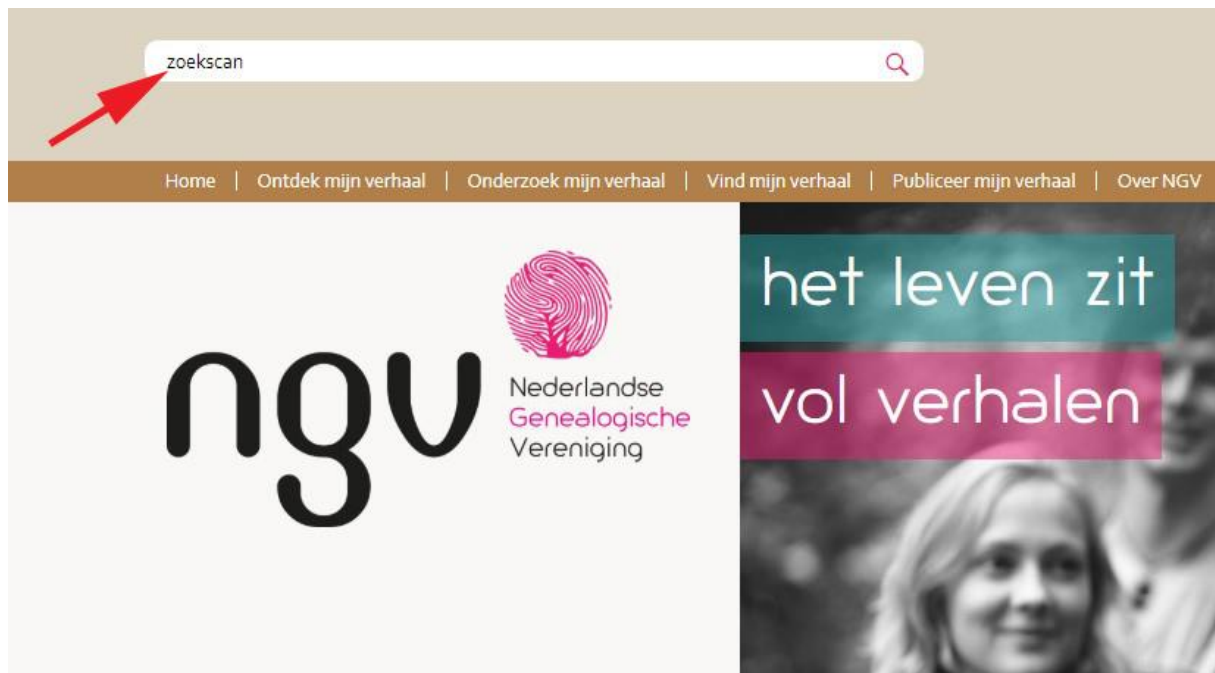 zoekscan
Home | Ontdek mijn verhaal | Onderzoek mijn verhaal | Vind mijn verhaal | Publiceer mijn verhaal | Over NGV
het leven zit
vol verhalen
ngv
Nederlandse
Genealogische
Vereniging